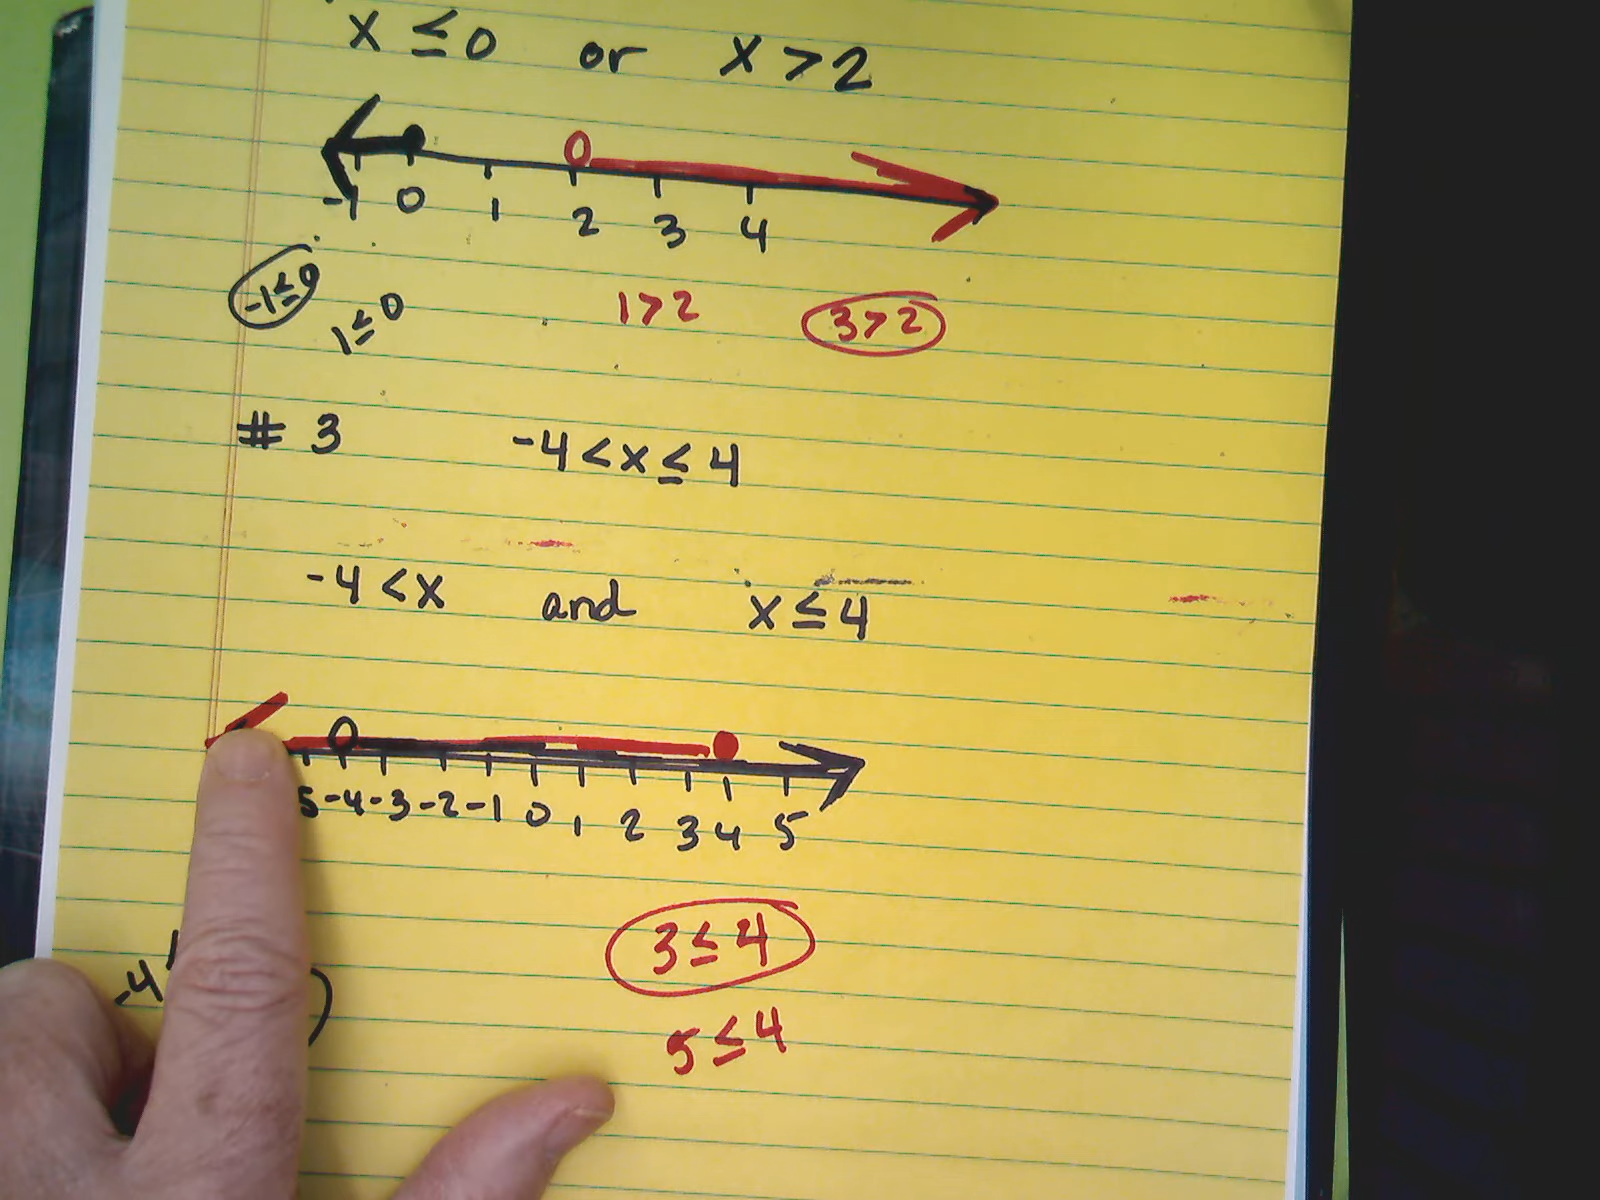 x ≤ 0 or x > 2
-1 0 1 2 3 4
-1 ≤ 0 1 ≤ 0 1 > 2 3 > 2
# 3 -4 < x ≤ 4
-4 < x and x ≤ 4
5 -4 -3 -2 -1 0 1 2 3 4 5
3 ≤ 4
-4
5 ≤ 4